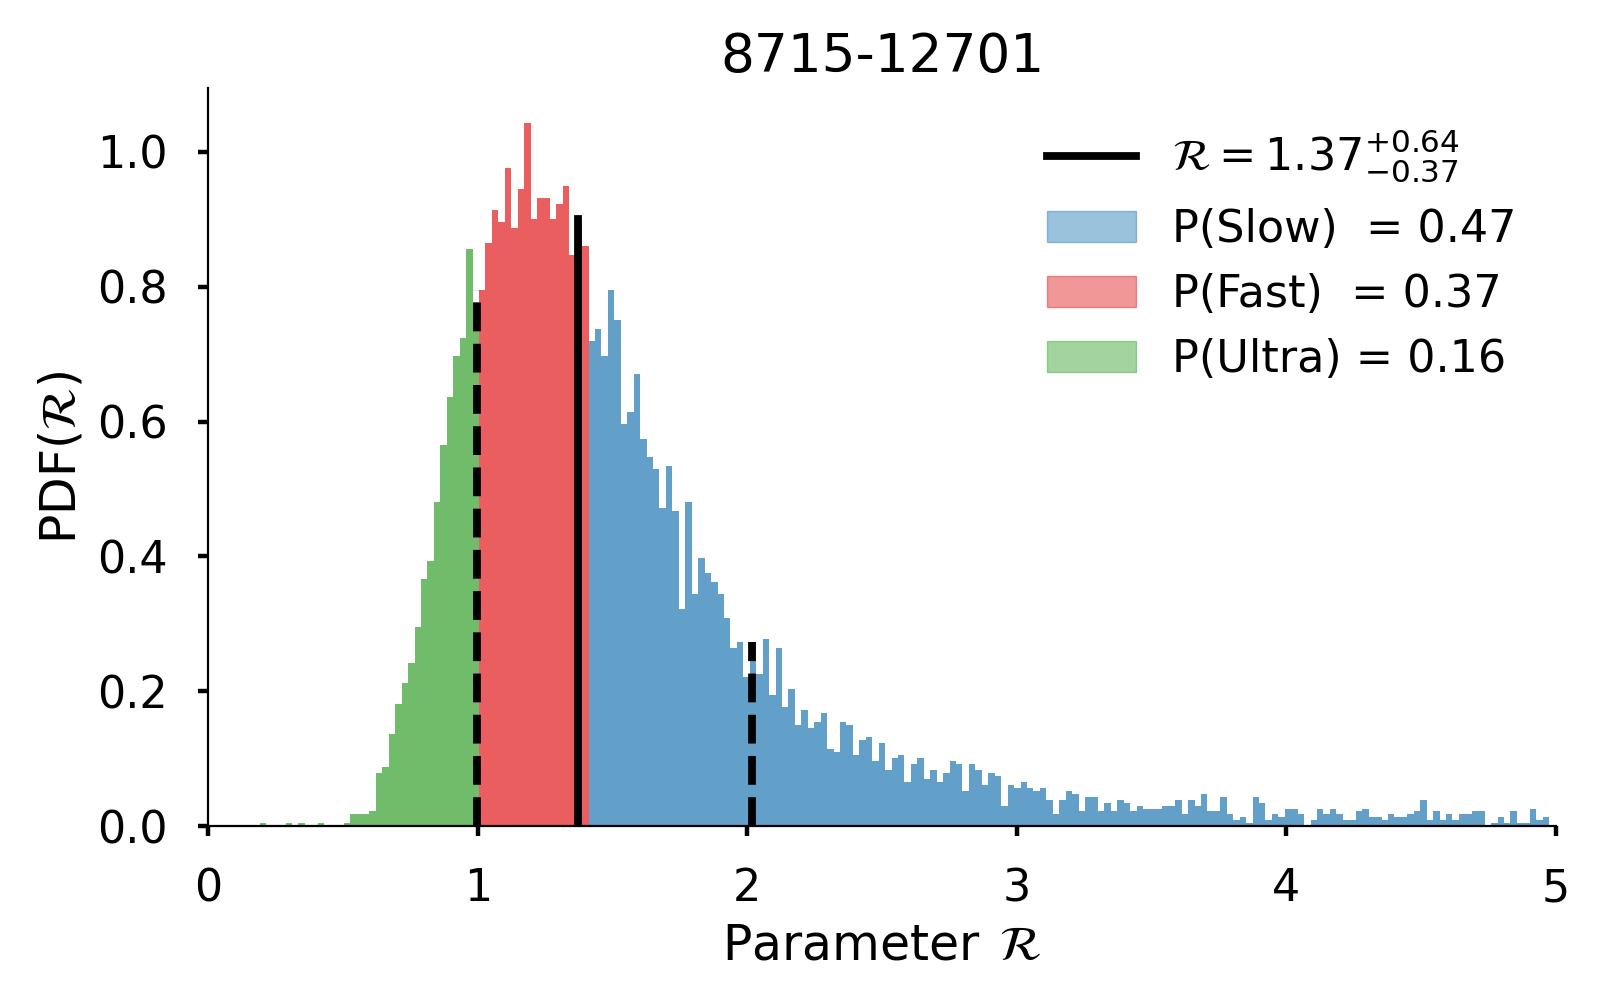 8715-12701
ℛ = 1.37 +0.64 −0.37
P(Slow) = 0.47
P(Fast) = 0.37
P(Ultra) = 0.16
PDF(ℛ)
1.0
0.8
0.6
0.4
0.2
0.0
0 1 2 3 4 5
Parameter ℛ